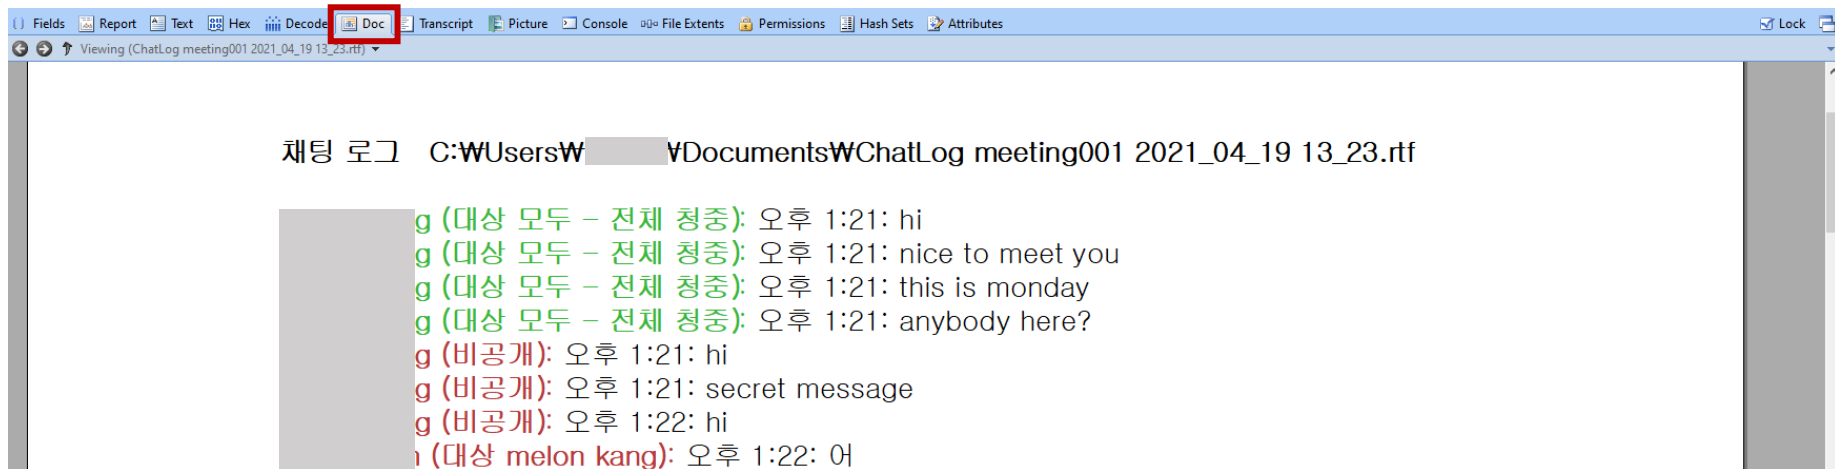 Fields Report Text Hex Decode Doc Transcript Picture Console File Extents Permissions Hash Sets Attributes Lock
Viewing (ChatLog meeting001 2021_04_19 13_23.rtf)
채팅 로그 C:₩Users₩ ₩Documents₩ChatLog meeting001 2021_04_19 13_23.rtf
g (대상 모두 - 전체 청중): 오후 1:21: hi
g (대상 모두 - 전체 청중): 오후 1:21: nice to meet you
g (대상 모두 - 전체 청중): 오후 1:21: this is monday
g (대상 모두 - 전체 청중): 오후 1:21: anybody here?
g (비공개): 오후 1:21: hi
g (비공개): 오후 1:21: secret message
g (비공개): 오후 1:22: hi
(대상 melon kang): 오후 1:22: 어